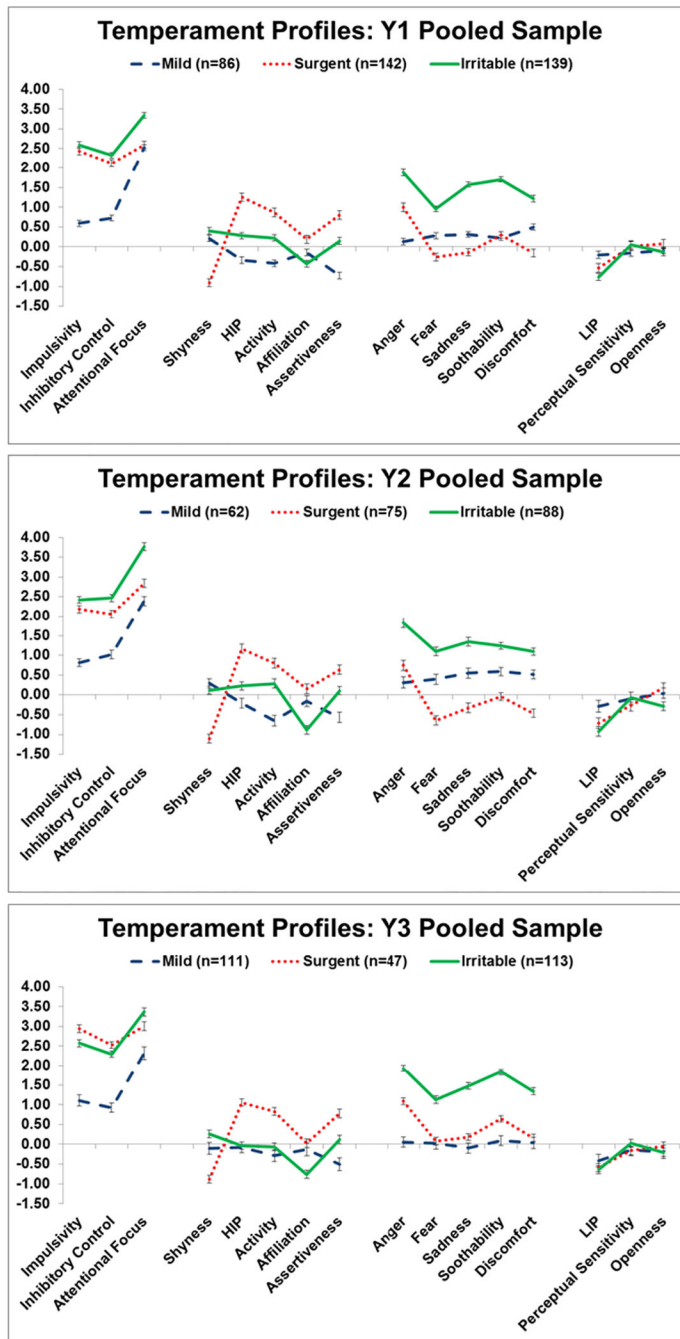 Temperament Profiles: Y1 Pooled Sample
Mild (n=86) Surgent (n=142) Irritable (n=139)
4.00
3.50
3.00
2.50
2.00
1.50
1.00
0.50
0.00
-0.50
-1.00
-1.50
Impulsivity
Inhibitory Control
Attentional Focus
Shyness
HIP
Activity
Affiliation
Assertiveness
Anger
Fear
Sadness
Soothability
Discomfort
LIP
Perceptual Sensitivity
Openness
Temperament Profiles: Y2 Pooled Sample
Mild (n=62) Surgent (n=75) Irritable (n=88)
4.00
3.50
3.00
2.50
2.00
1.50
1.00
0.50
0.00
-0.50
-1.00
-1.50
Impulsivity
Inhibitory Control
Attentional Focus
Shyness
HIP
Activity
Affiliation
Assertiveness
Anger
Fear
Sadness
Soothability
Discomfort
LIP
Perceptual Sensitivity
Openness
Temperament Profiles: Y3 Pooled Sample
Mild (n=111) Surgent (n=47) Irritable (n=113)
4.00
3.50
3.00
2.50
2.00
1.50
1.00
0.50
0.00
-0.50
-1.00
-1.50
Impulsivity
Inhibitory Control
Attentional Focus
Shyness
HIP
Activity
Affiliation
Assertiveness
Anger
Fear
Sadness
Soothability
Discomfort
LIP
Perceptual Sensitivity
Openness